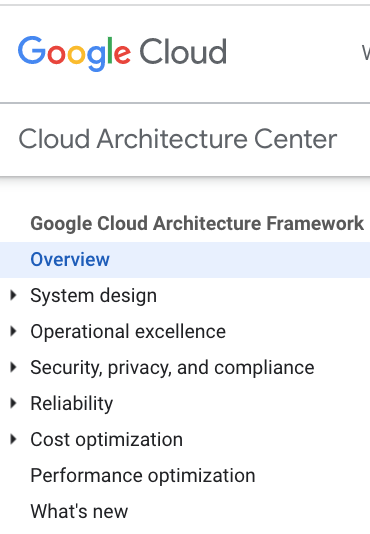 Google Cloud
Cloud Architecture Center
Google Cloud Architecture Framework
Overview
System design
Operational excellence
Security, privacy, and compliance
Reliability
Cost optimization
Performance optimization
What's new